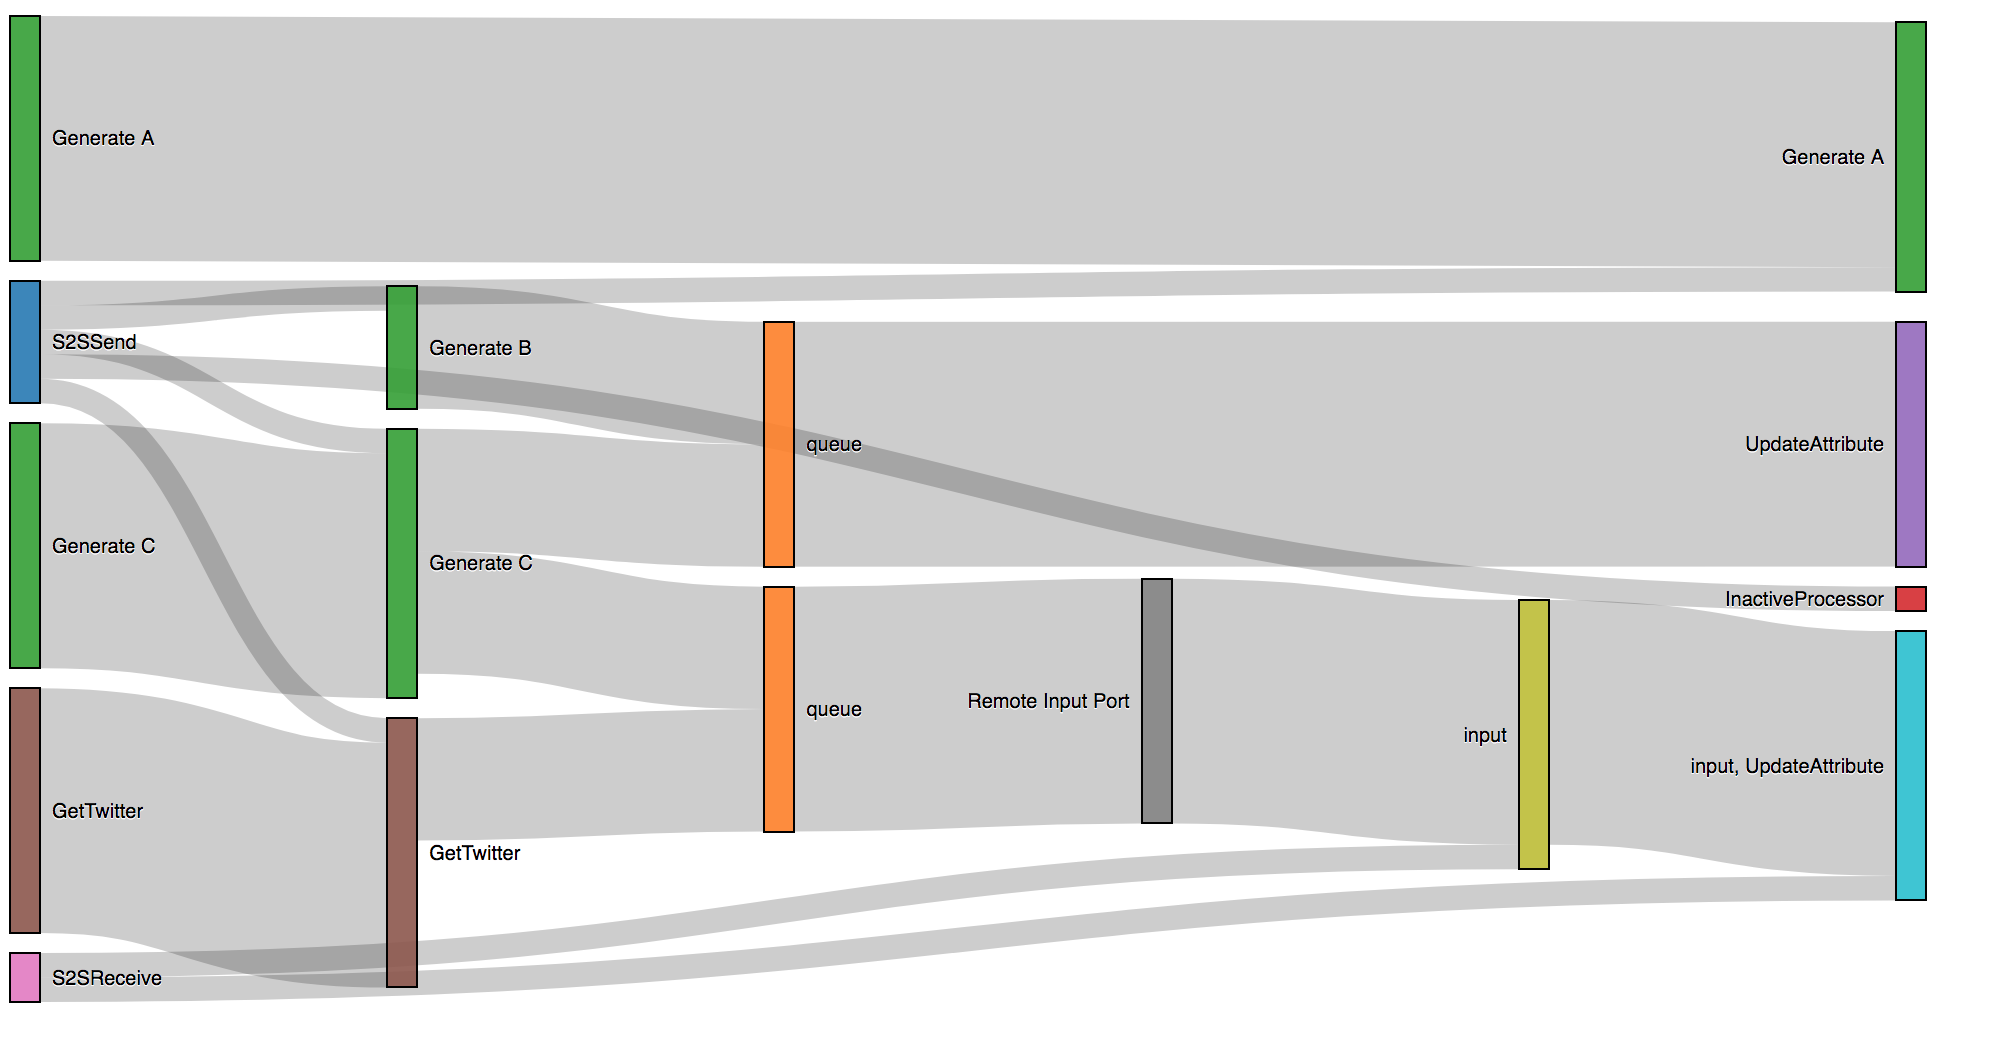 Generate A
S2SSend
Generate C
GetTwitter
S2SReceive
Generate B
Generate C
GetTwitter
queue
queue
Remote Input Port
input
Generate A
UpdateAttribute
InactiveProcessor
input, UpdateAttribute